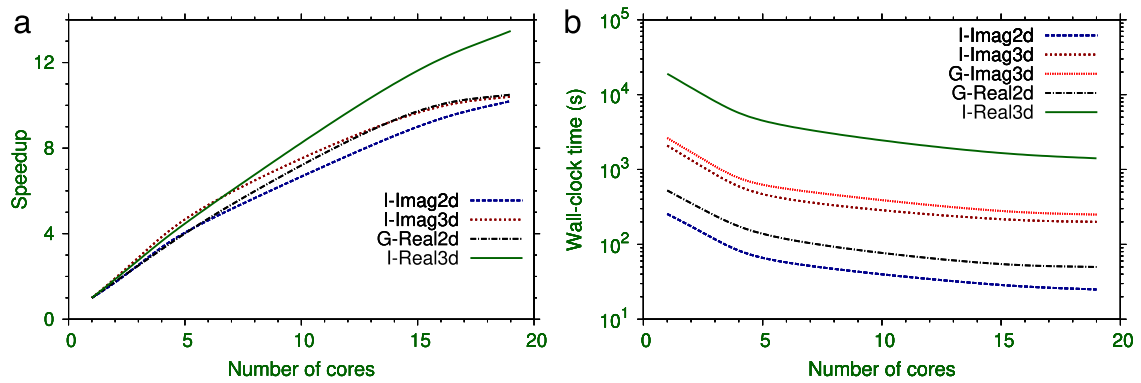 a
Speedup
12
8
4
0
0
5
10
15
20
Number of cores
I-Imag2d
I-Imag3d
G-Real2d
I-Real3d
b
Wall-clock time (s)
10^5
10^4
10^3
10^2
10^1
0
5
10
15
20
Number of cores
I-Imag2d
I-Imag3d
G-Imag3d
G-Real2d
I-Real3d